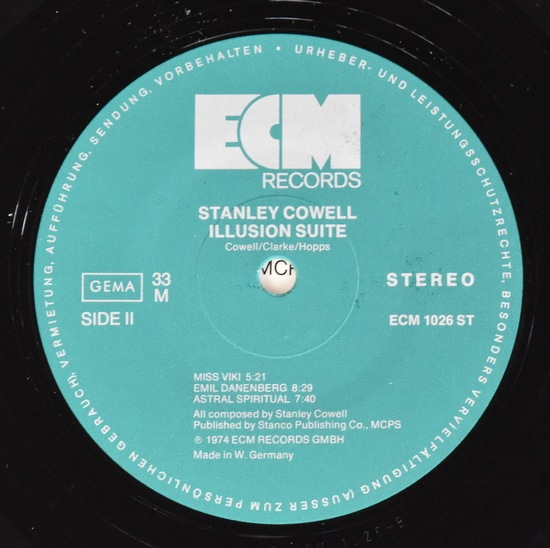 URHEBER- UND LEISTUNGSSCHUTZRECHTE, BESONDERS VERVIELFÄLTIGUNG (AUSSER ZUM PERSÖNLICHEN GEBRAUCH), VERMIETUNG, AUFFÜHRUNG, SENDUNG, VORBEHALTEN •
ECM
RECORDS
STANLEY COWELL
ILLUSION SUITE
Cowell/Clarke/Hopps
GEMA
33
M
STEREO
SIDE II
ECM 1026 ST
MISS VIKI 5:21
EMIL DANENBERG 8:29
ASTRAL SPIRITUAL 7:40
All composed by Stanley Cowell
Published by Stanco Publishing Co., MCPS
℗ 1974 ECM RECORDS GMBH
Made in W. Germany